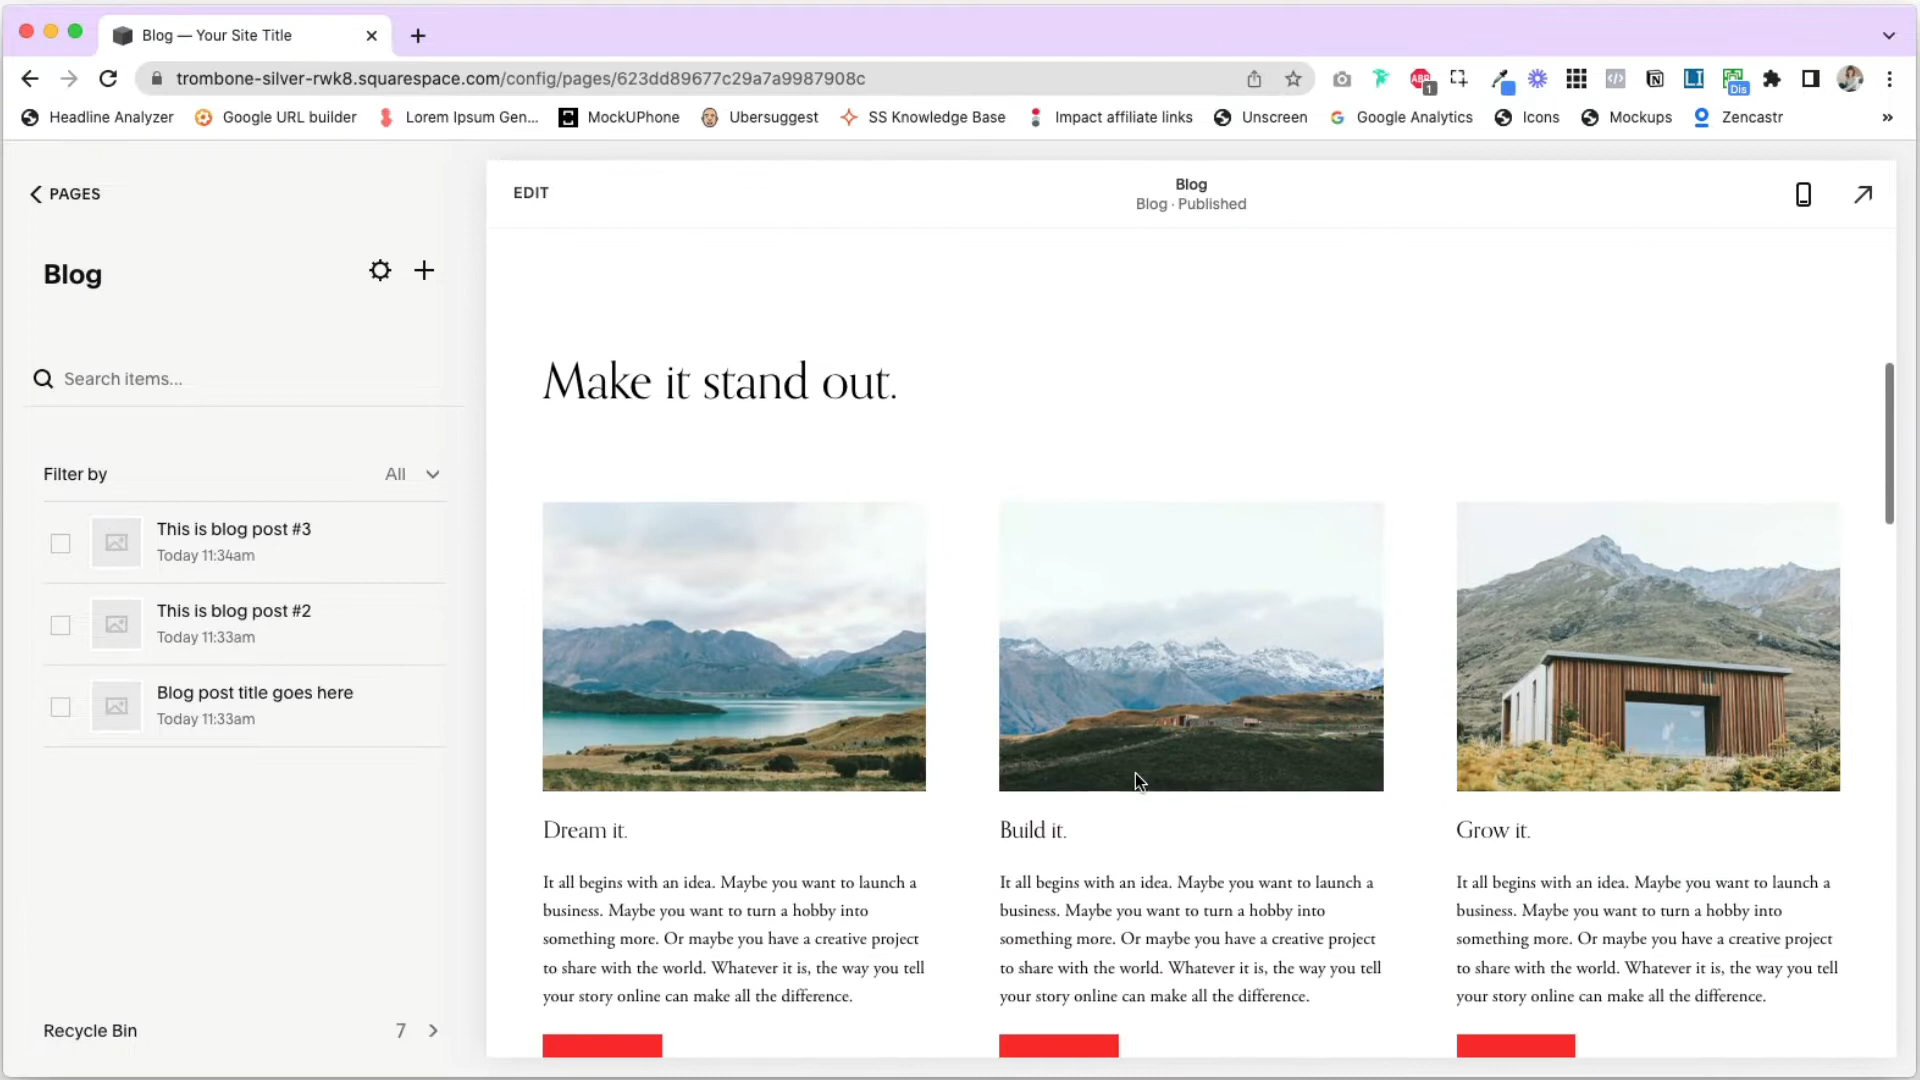 Blog — Your Site Title
trombone-silver-rwk8.squarespace.com/config/pages/623dd89677c29a7a9987908c
ABP
1
LI
Dis
Headline Analyzer
Google URL builder
Lorem Ipsum Gen...
MockUPhone
Ubersuggest
SS Knowledge Base
Impact affiliate links
Unscreen
Google Analytics
Icons
Mockups
Zencastr
»
PAGES
Blog
Search items...
Filter by
All
This is blog post #3
Today 11:34am
This is blog post #2
Today 11:33am
Blog post title goes here
Today 11:33am
Recycle Bin
7
EDIT
Blog
Blog · Published
Make it stand out.
Dream it.
It all begins with an idea. Maybe you want to launch a
business. Maybe you want to turn a hobby into
something more. Or maybe you have a creative project
to share with the world. Whatever it is, the way you tell
your story online can make all the difference.
Build it.
It all begins with an idea. Maybe you want to launch a
business. Maybe you want to turn a hobby into
something more. Or maybe you have a creative project
to share with the world. Whatever it is, the way you tell
your story online can make all the difference.
Grow it.
It all begins with an idea. Maybe you want to launch a
business. Maybe you want to turn a hobby into
something more. Or maybe you have a creative project
to share with the world. Whatever it is, the way you tell
your story online can make all the difference.